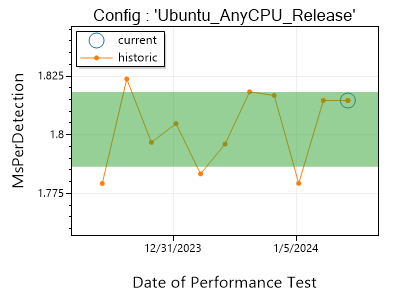 Config : 'Ubuntu_AnyCPU_Release'
current
historic
1.825
1.8
1.775
MsPerDetection
12/31/2023
1/5/2024
Date of Performance Test